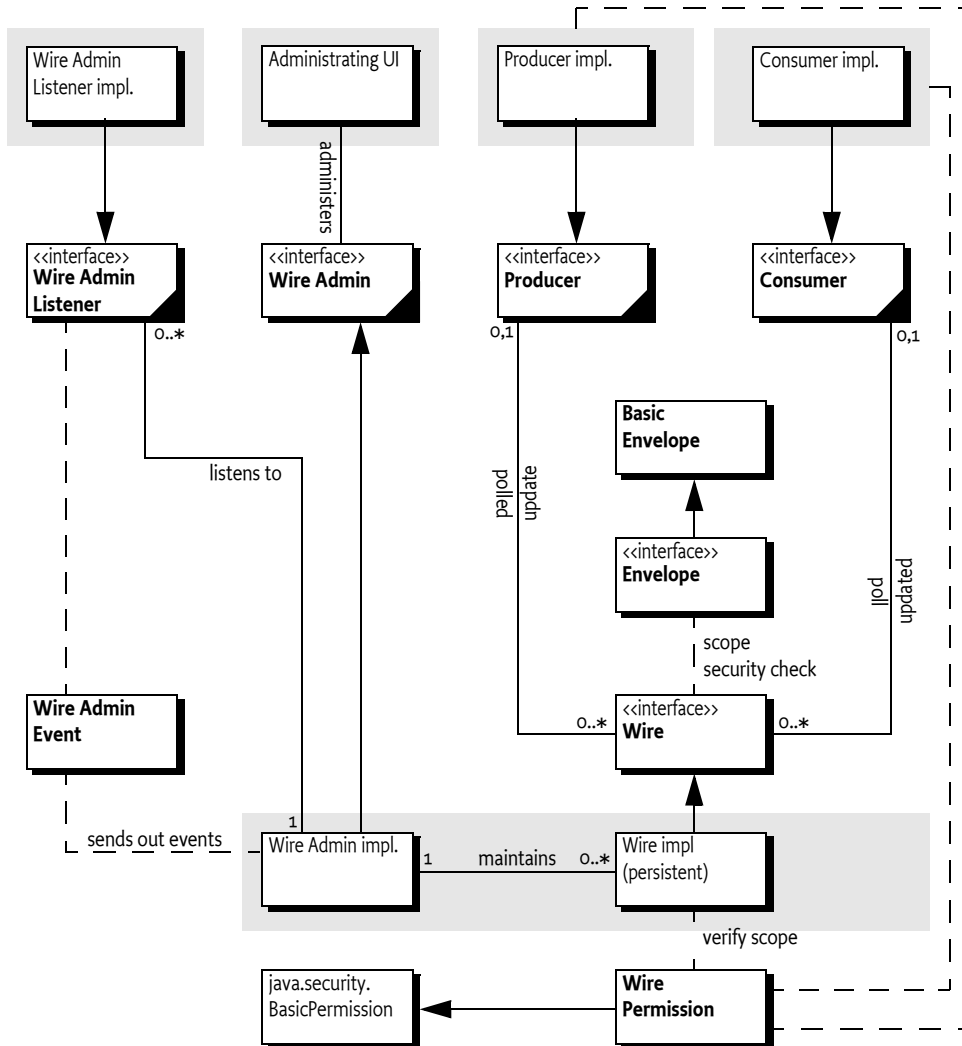 Wire Admin
Listener impl.
Administrating UI
Producer impl.
Consumer impl.
administers
<<interface>>
Wire Admin
Listener
<<interface>>
Wire Admin
<<interface>>
Producer
<<interface>>
Consumer
0..*
0,1
0,1
Basic
Envelope
listens to
polled
update
<<interface>>
Envelope
poll
updated
scope
security check
Wire Admin
Event
0..*
<<interface>>
Wire
0..*
1
sends out events
Wire Admin impl.
1
maintains
0..*
Wire impl
(persistent)
verify scope
java.security.
BasicPermission
Wire
Permission